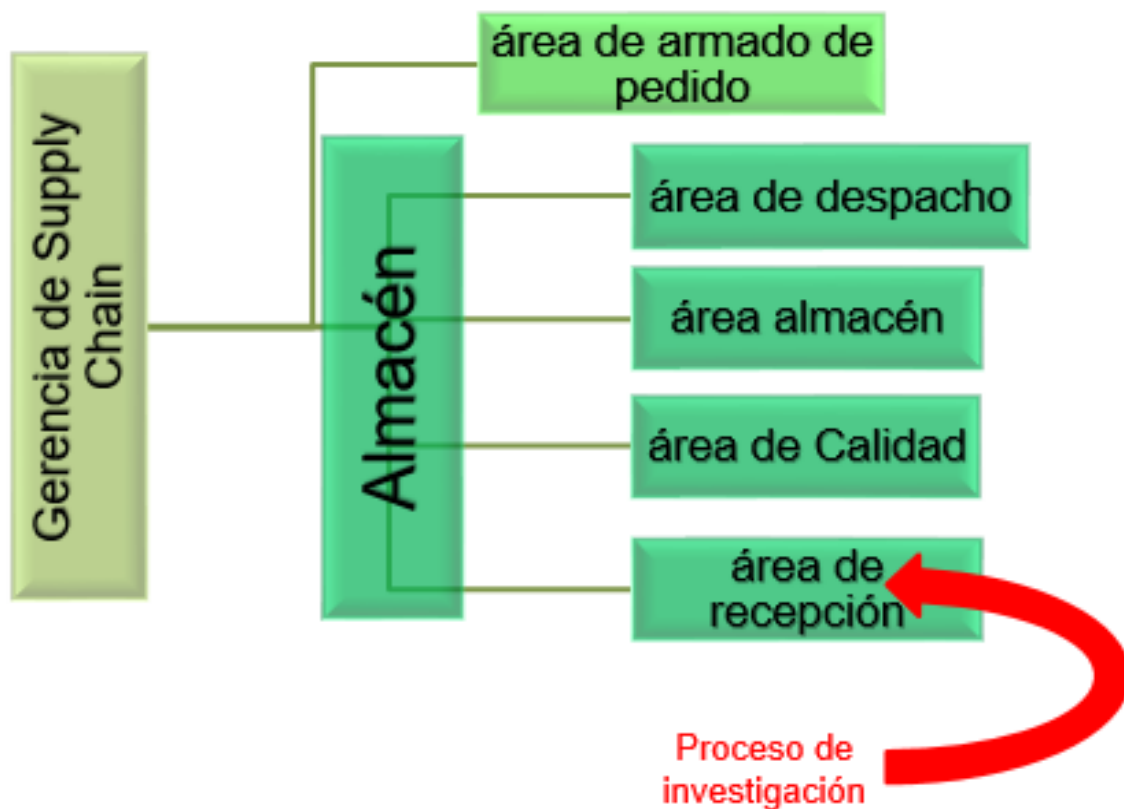 Gerencia de Supply
Chain
área de armado de
pedido
Almacén
área de despacho
área almacén
área de Calidad
área de
recepción
Proceso de
investigación